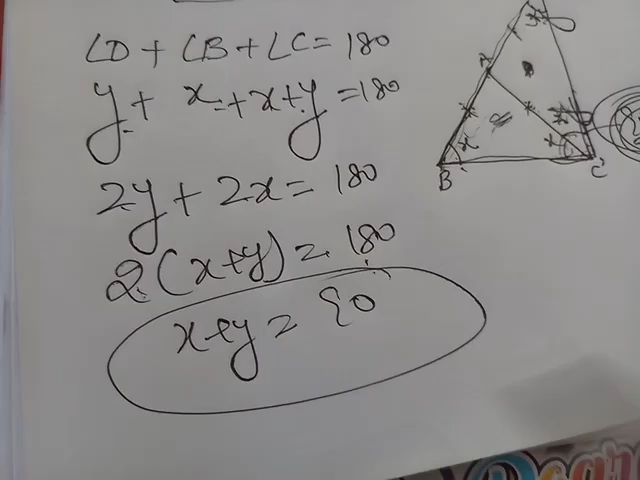 ∠D + ∠B + ∠C = 180
y + x + x + y = 180
2y + 2x = 180
2(x+y) = 180
x+y = 90
A
x
x
B
C